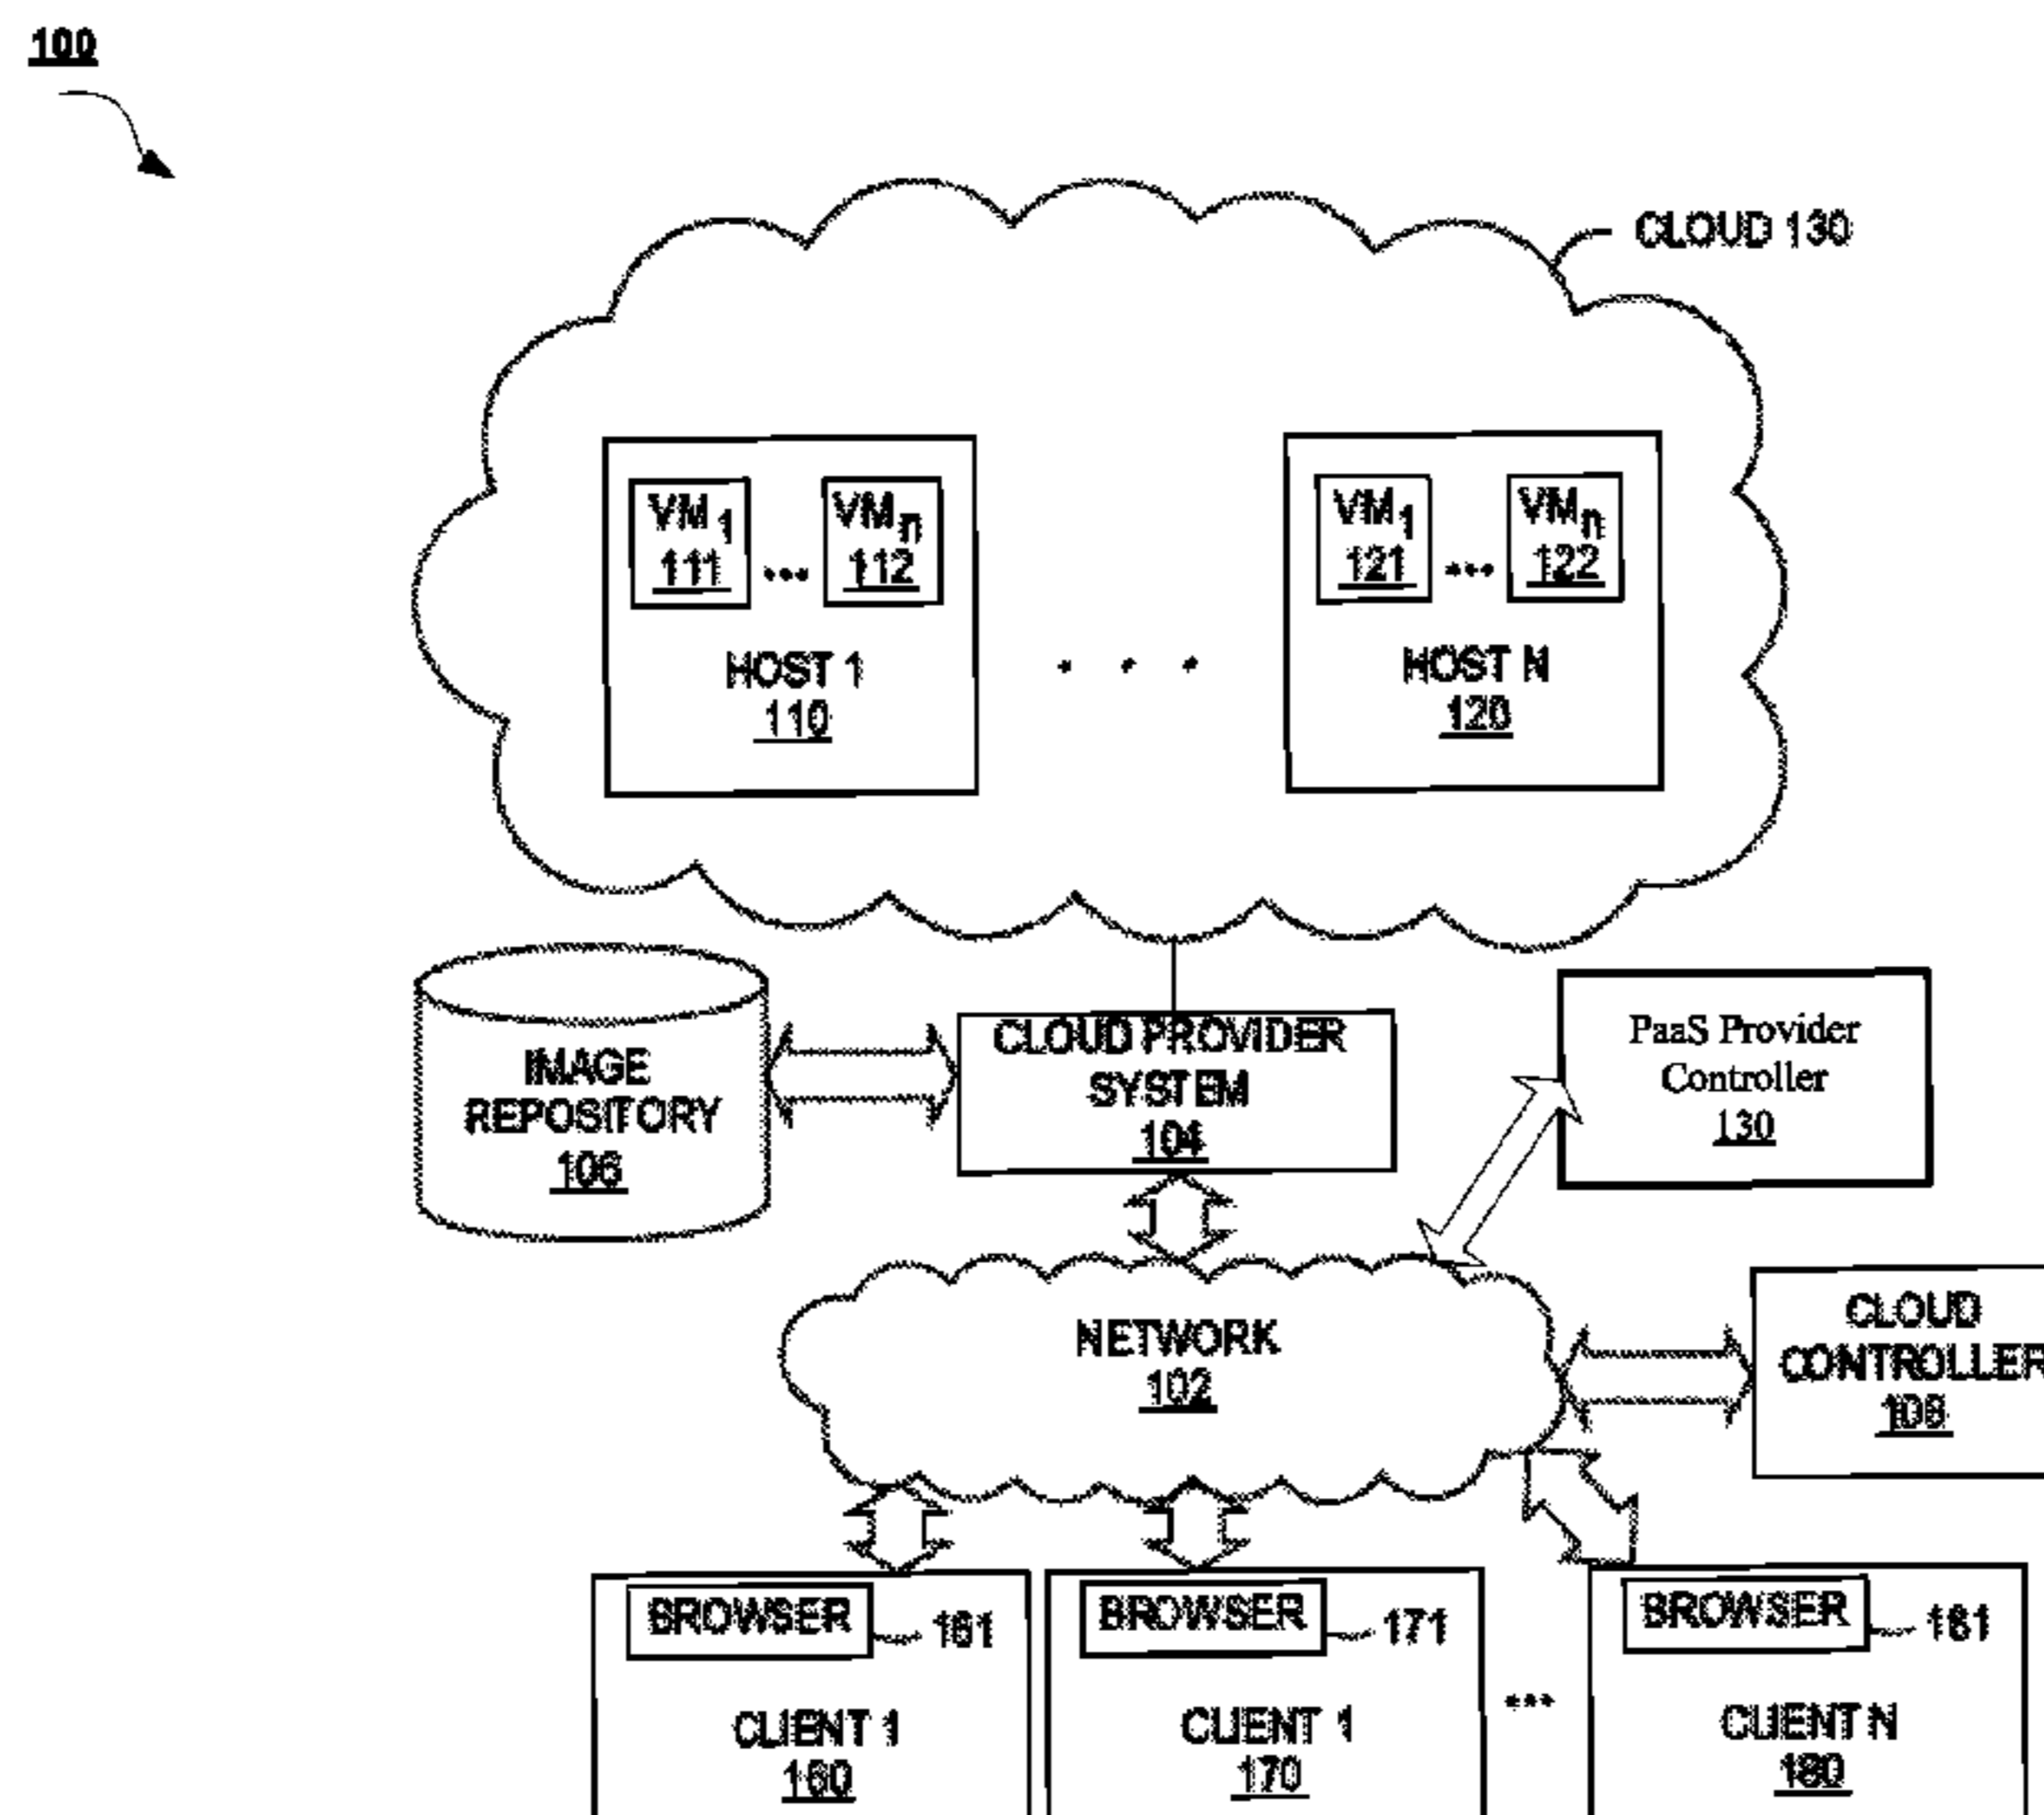 100
CLOUD 130
VM1
111
...
VMn
112
HOST 1
110
. . .
VM1
121
...
VMn
122
HOST N
120
IMAGE
REPOSITORY
106
CLOUD PROVIDER
SYSTEM
104
PaaS Provider
Controller
130
NETWORK
102
CLOUD
CONTROLLER
108
BROWSER
161
CLIENT 1
160
BROWSER
171
CLIENT 1
170
...
BROWSER
181
CLIENT N
180